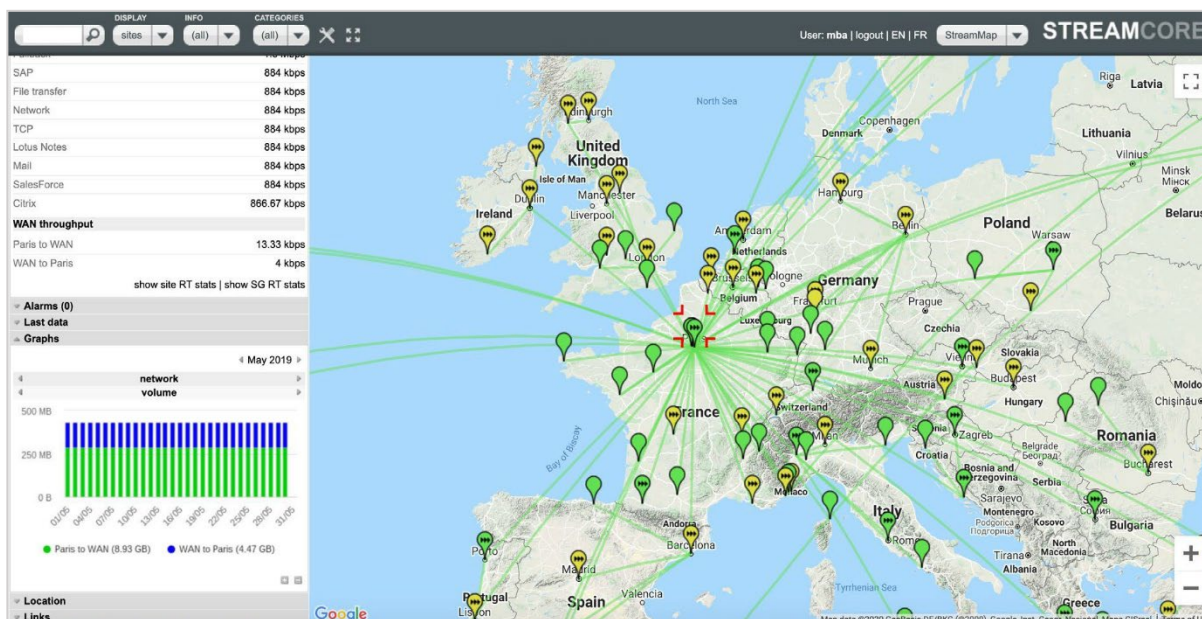 DISPLAY INFO CATEGORIES
sites (all) (all) User: mba | logout | EN | FR StreamMap STREAMCORE
SAP 884 kbps
File transfer 884 kbps
Network 884 kbps
TCP 884 kbps
Lotus Notes 884 kbps
Mail 884 kbps
SalesForce 884 kbps
Citrix 866.67 kbps
WAN throughput
Paris to WAN 13.33 kbps
WAN to Paris 4 kbps
show site RT stats | show SG RT stats
Alarms (0)
Last data
Graphs
May 2019
network
volume
500 MB
250 MB
0 B
01/05 04/05 07/05 10/05 13/05 16/05 19/05 22/05 25/05 28/05 31/05
Paris to WAN (8.93 GB) WAN to Paris (4.47 GB)
Location
Links
North Sea
Riga
Latvia
Denmark
Copenhagen
Lithuania
Vilnius
Minsk
Мінск
Belarus
United
Kingdom
Isle of Man
Manchester
Dublin
Ireland
Liverpool
London
Hamburg
Berlin
Poland
Warsaw
Amsterdam
Netherlands
Brussels
Cologne
Belgium
Germany
Frankfurt
Luxembourg
Prague
Czechia
Munich
Vienna
Slovakia
Austria
Budapest
Hungary
Moldo
Chișinău
France
Switzerland
Milan
Zagreb
Croatia
Romania
Belgrade
Београд
Bucharest
Bay of Biscay
Monaco
Bosnia and
Herzegovina
Serbia
Sarajevo
Montenegro
Podgorica
Подгорица
Kosovo
София
Bulgaria
Andorra
Italy
Rome
Porto
Barcelona
Madrid
North
Macedonia
Tirana
Albania
Tyrrhenian Sea
Portugal
Lisbon
Spain
Valencia
Greece
Google